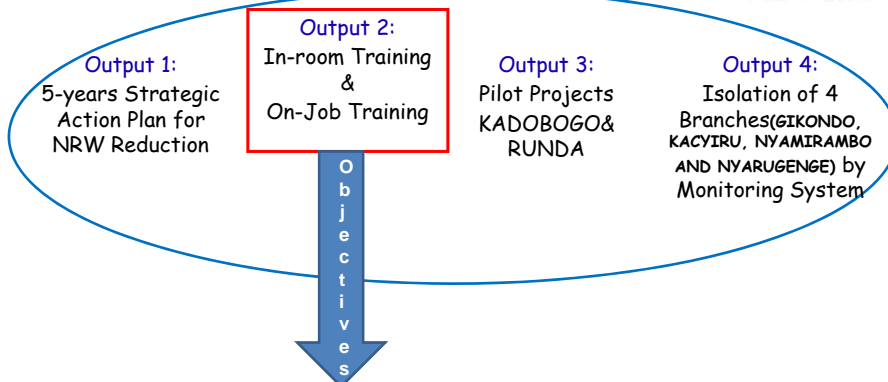 Output 1:
5-years Strategic
Action Plan for
NRW Reduction
Output 2:
In-room Training
&
On-Job Training
Output 3:
Pilot Projects
KADOBOGO&
RUNDA
Output 4:
Isolation of 4
Branches(GIKONDO,
KACYIRU, NYAMIRAMBO
AND NYARUGENGE) by
Monitoring System
Objectives